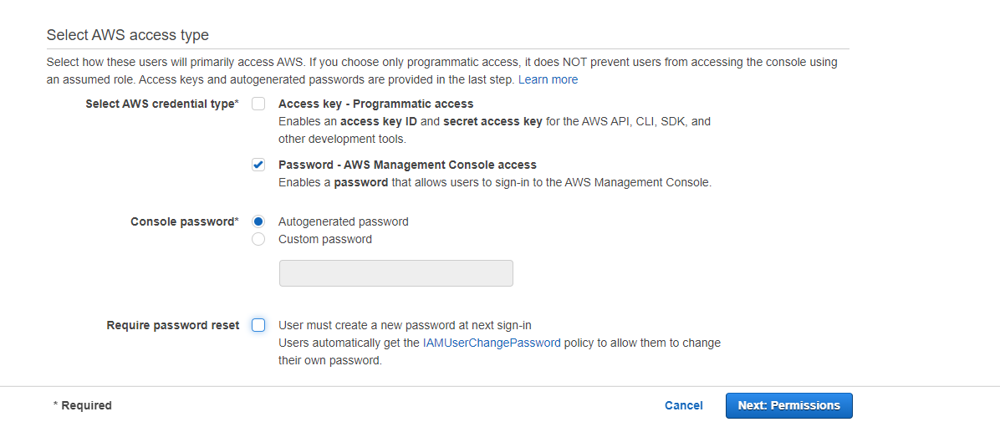 Select AWS access type
Select how these users will primarily access AWS. If you choose only programmatic access, it does NOT prevent users from accessing the console using
an assumed role. Access keys and autogenerated passwords are provided in the last step. Learn more
Select AWS credential type* Access key - Programmatic access
Enables an access key ID and secret access key for the AWS API, CLI, SDK, and
other development tools.
Password - AWS Management Console access
Enables a password that allows users to sign-in to the AWS Management Console.
Console password* Autogenerated password
Custom password
Require password reset User must create a new password at next sign-in
Users automatically get the IAMUserChangePassword policy to allow them to change
their own password.
* Required Cancel Next: Permissions